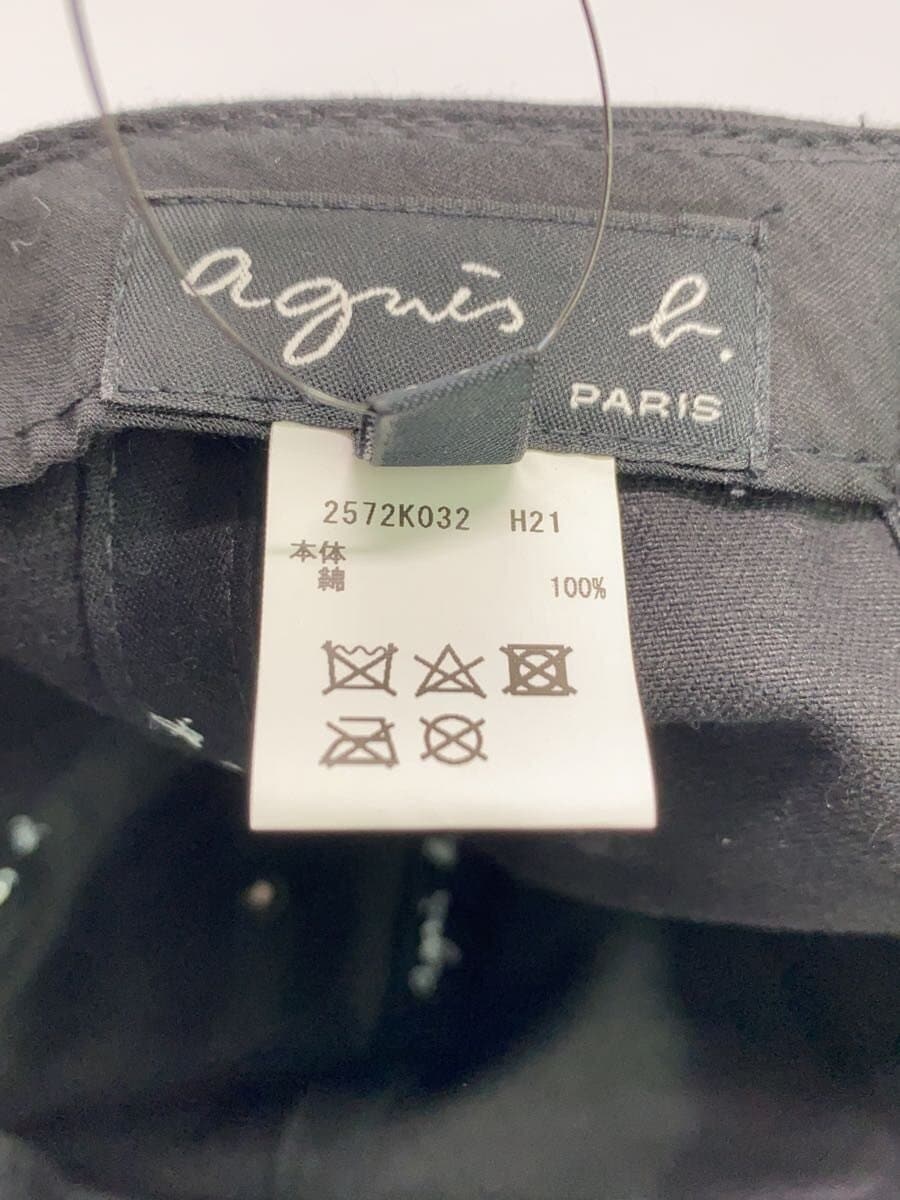 agnès b.
PARIS
2572K032 H21
本体
綿 100%